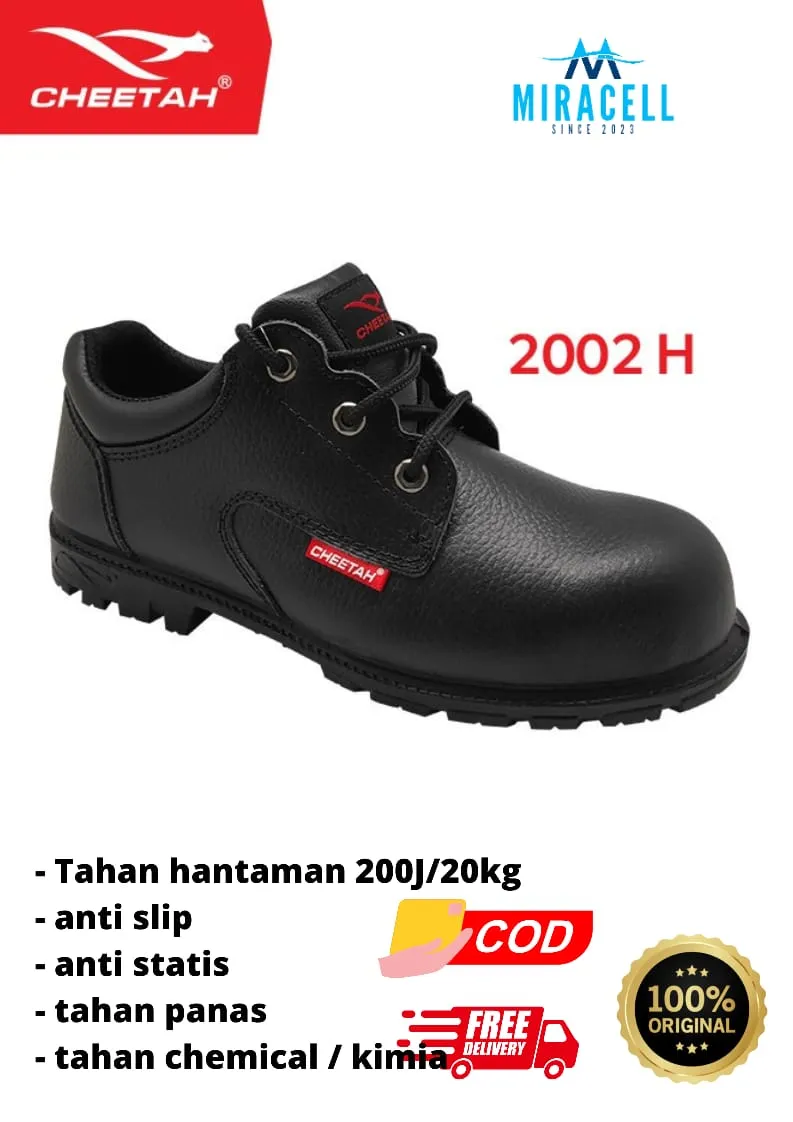 CHEETAH®
MIRACELL
SINCE 2023
CHEETAH
2002 H
CHEETAH®
- Tahan hantaman 200J/20kg
- anti slip
- anti statis
- tahan panas
- tahan chemical / kimia
COD
FREE
DELIVERY
100%
ORIGINAL